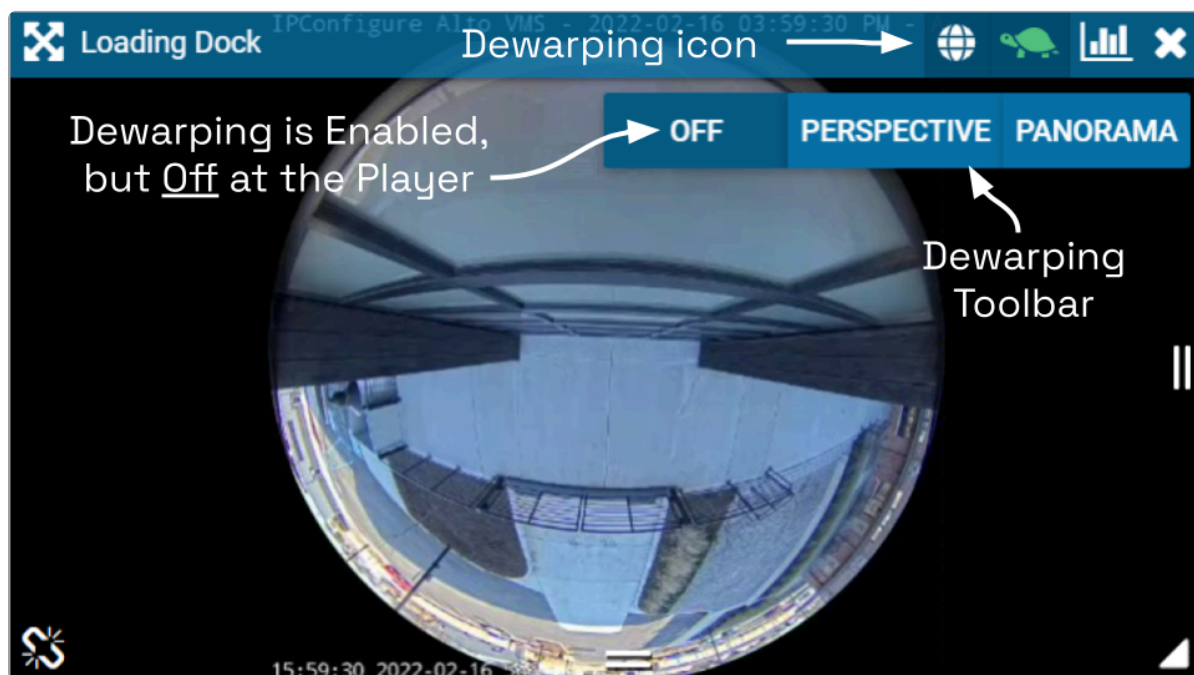 IPConfigure Alto VMS - 2022-02-16 03:59:30 PM -
Loading Dock
Dewarping icon
Dewarping is Enabled,
but Off at the Player
OFF
PERSPECTIVE
PANORAMA
Dewarping
Toolbar
15:59:30 2022-02-16